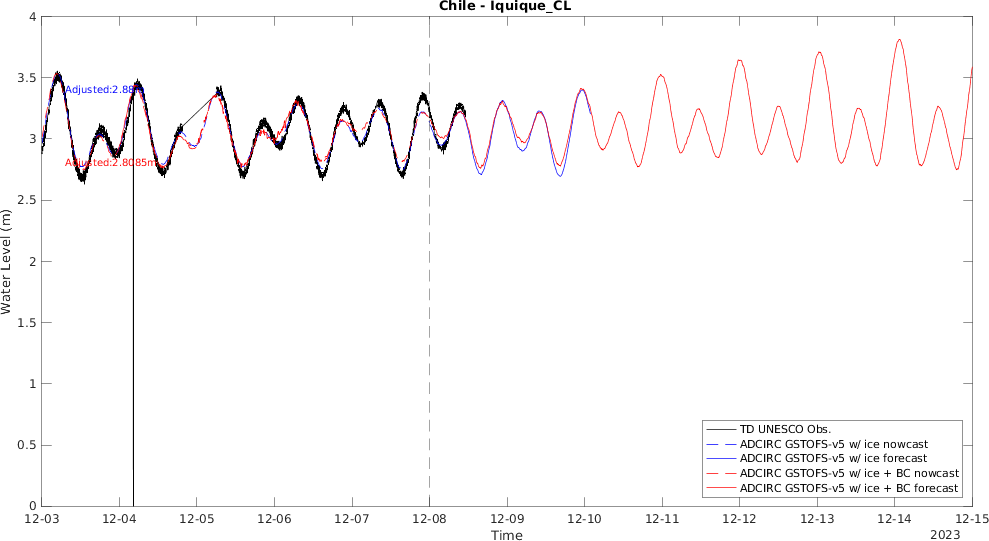 Chile - Iquique_CL
4
3.5
3
2.5
2
1.5
1
0.5
0
Water Level (m)
Adjusted:2.8085m
12-03
12-04
12-05
12-06
12-07
12-08
12-09
12-10
12-11
12-12
12-13
12-14
12-15
Time
2023
TD UNESCO Obs.
ADCIRC GSTOFS-v5 w/ ice nowcast
ADCIRC GSTOFS-v5 w/ ice forecast
ADCIRC GSTOFS-v5 w/ ice + BC nowcast
ADCIRC GSTOFS-v5 w/ ice + BC forecast